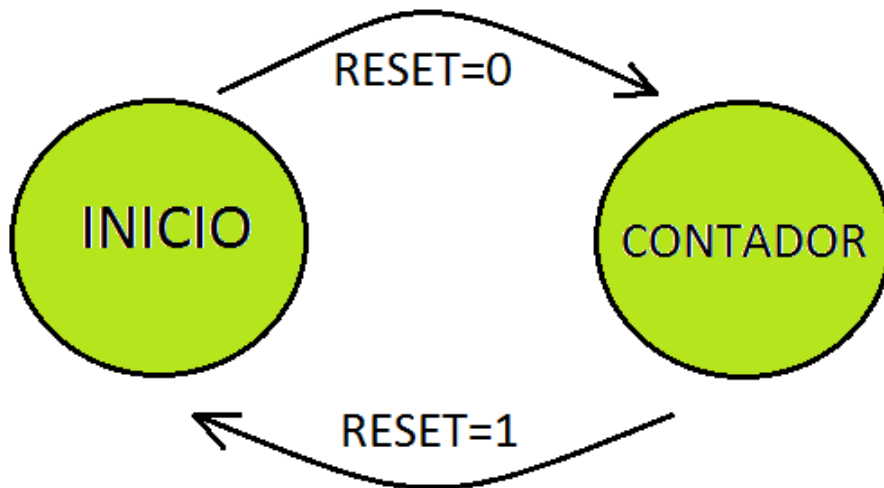 RESET=0
INICIO
CONTADOR
RESET=1